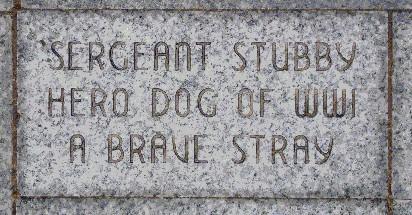 SERGEANT STUBBY
HERO DOG OF WWI
A BRAVE STRAY